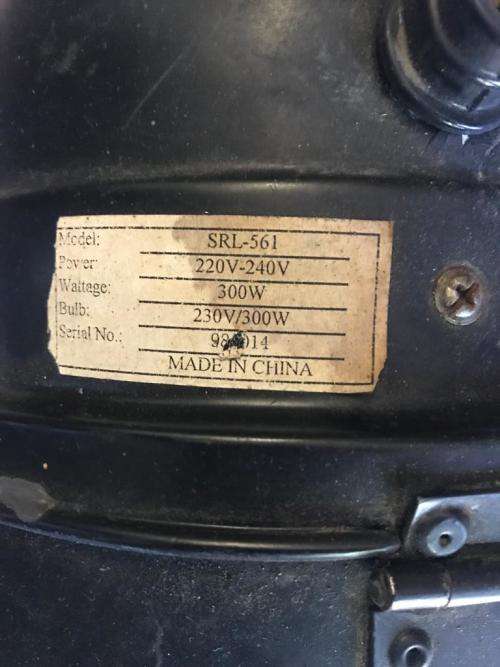 Model: SRL-561
Power: 220V-240V
Wattage: 300W
Bulb: 230V/300W
Serial No.:
MADE IN CHINA